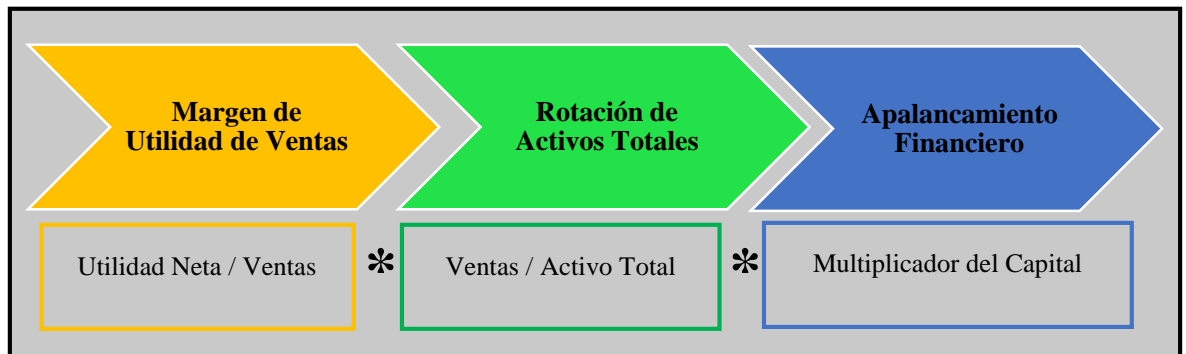 Margen de
Utilidad de Ventas
Rotación de
Activos Totales
Apalancamiento
Financiero
Utilidad Neta / Ventas
*
Ventas / Activo Total
*
Multiplicador del Capital